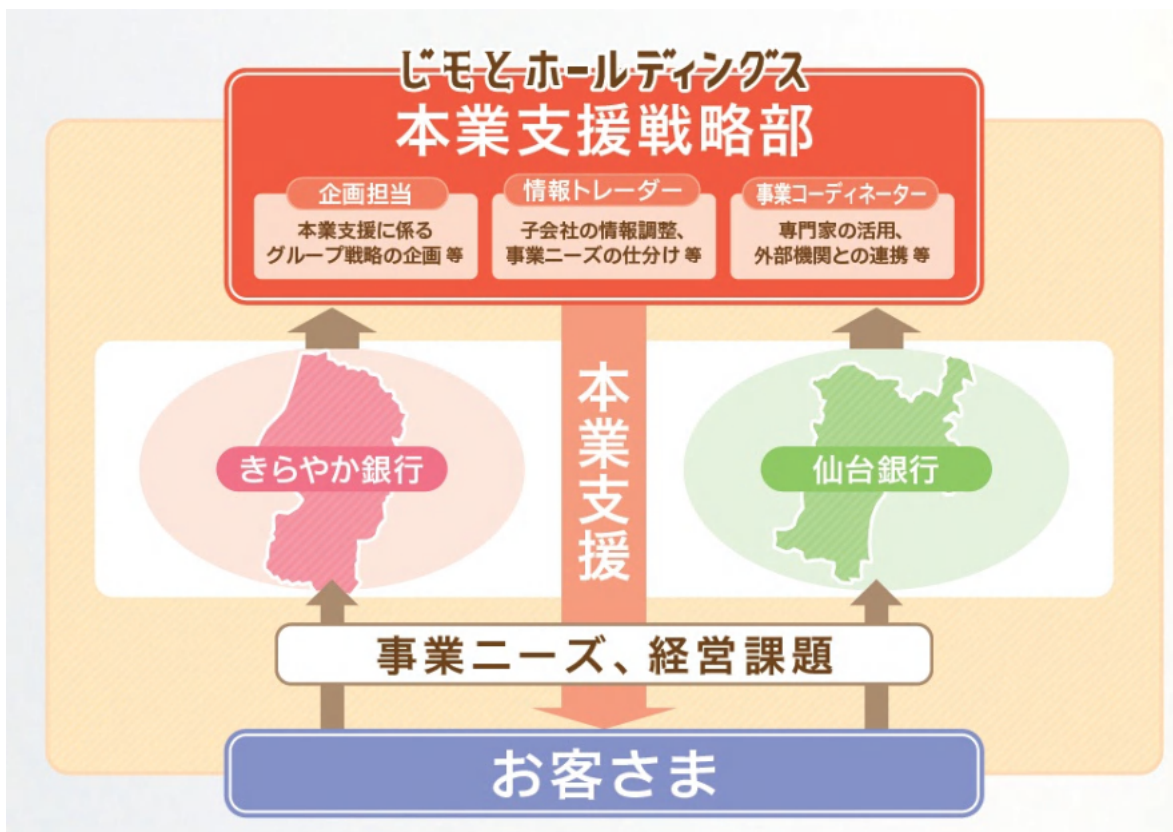 じモとホールディングス
本業支援戦略部
企画担当
本業支援に係る
グループ戦略の企画 等
情報トレーダー
子会社の情報調整、
事業ニーズの仕分け 等
事業コーディネーター
専門家の活用、
外部機関との連携 等
本業支援
きらやか銀行
仙台銀行
事業ニーズ、経営課題
お客さま